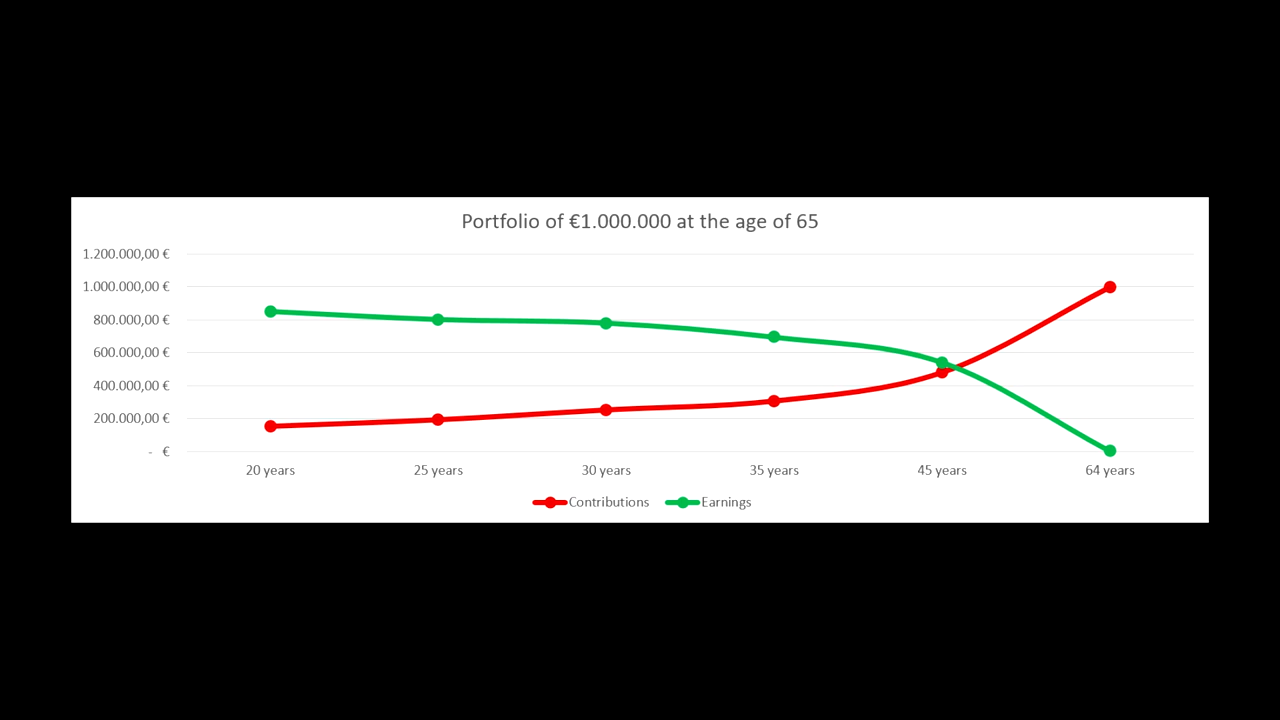 Portfolio of €1.000.000 at the age of 65
1.200.000,00 €
1.000.000,00 €
800.000,00 €
600.000,00 €
400.000,00 €
200.000,00 €
- €
20 years 25 years 30 years 35 years 45 years 64 years
Contributions Earnings